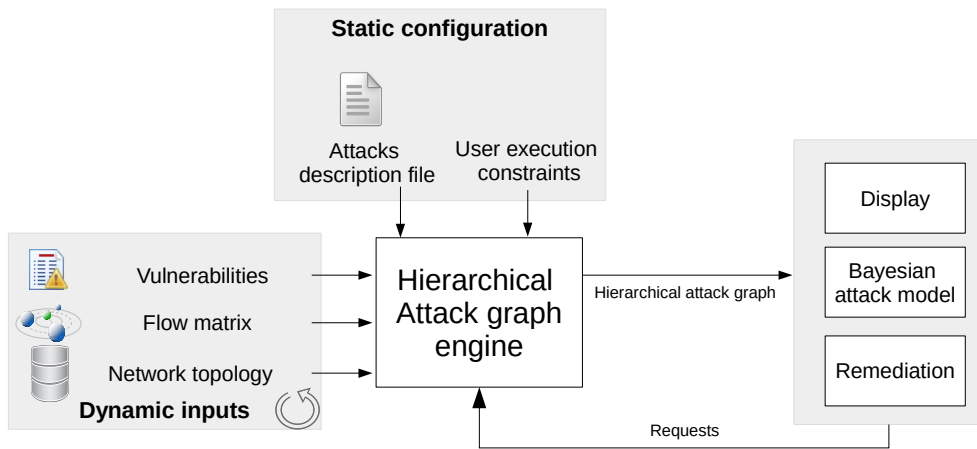 Static configuration
Attacks
description file
User execution
constraints
Vulnerabilities
Flow matrix
Network topology
Dynamic inputs
Hierarchical
Attack graph
engine
Hierarchical attack graph
Display
Bayesian
attack model
Remediation
Requests